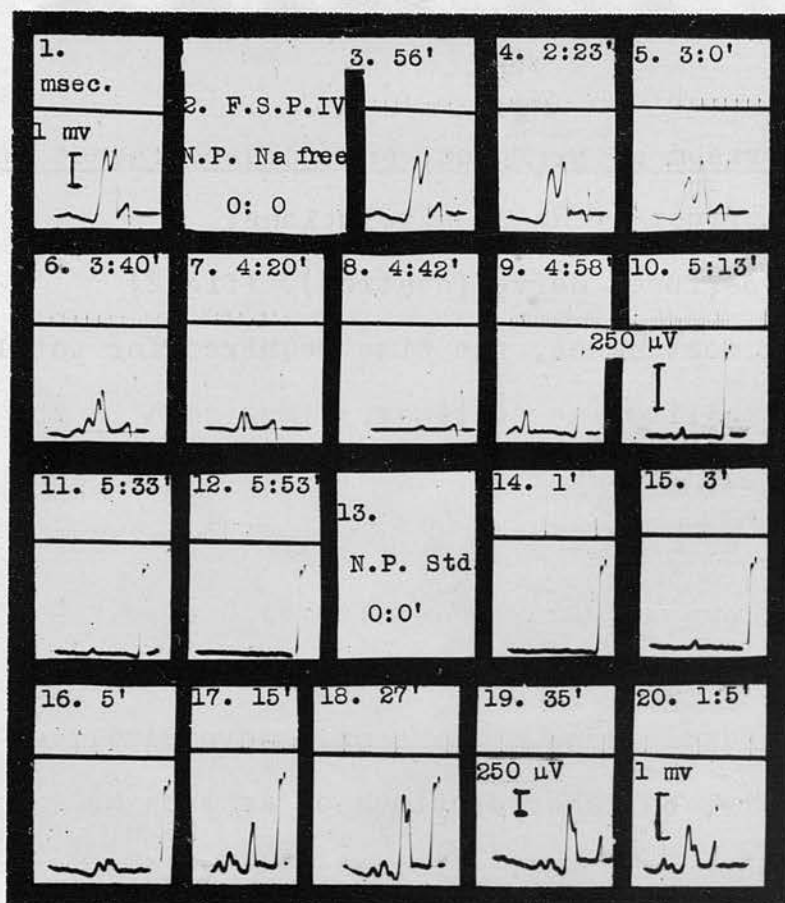 1.
msec.
1 mv
2. F.S.P.IV
N.P. Na free
0: 0
3. 56'
4. 2:23'
5. 3:0'
6. 3:40'
7. 4:20'
8. 4:42'
9. 4:58'
10. 5:13'
250 µV
11. 5:33'
12. 5:53'
13.
N.P. Std
0:0'
14. 1'
15. 3'
16. 5'
17. 15'
18. 27'
19. 35'
250 µV
20. 1:5'
1 mv